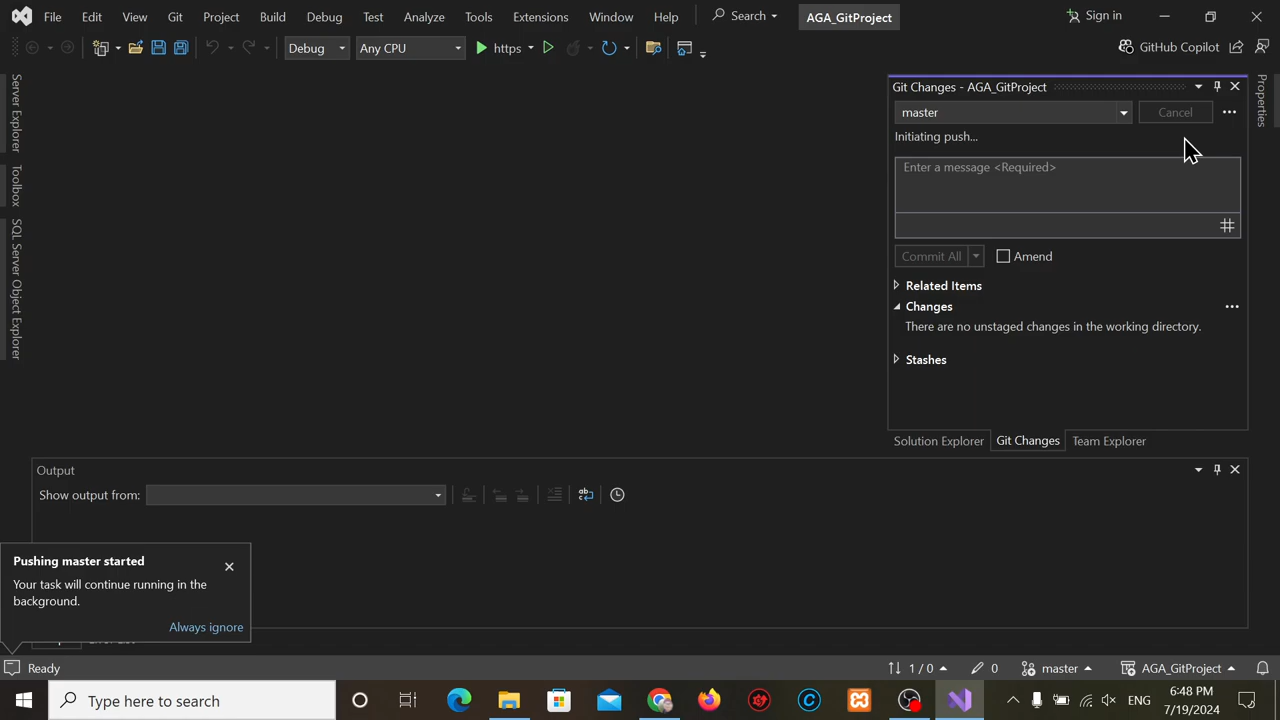 File Edit View Git Project Build Debug Test Analyze Tools Extensions Window Help Search AGA_GitProject Sign in
Debug Any CPU https GitHub Copilot
Server Explorer
Toolbox
SQL Server Object Explorer
Git Changes - AGA_GitProject
Properties
master Cancel
Initiating push...
Enter a message <Required>
Commit All Amend
Related Items
Changes
There are no unstaged changes in the working directory.
Stashes
Solution Explorer Git Changes Team Explorer
Output
Show output from:
Pushing master started
Your task will continue running in the
background.
Always ignore
Ready 1 / 0 0 master AGA_GitProject
Type here to search ENG 6:48 PM
7/19/2024